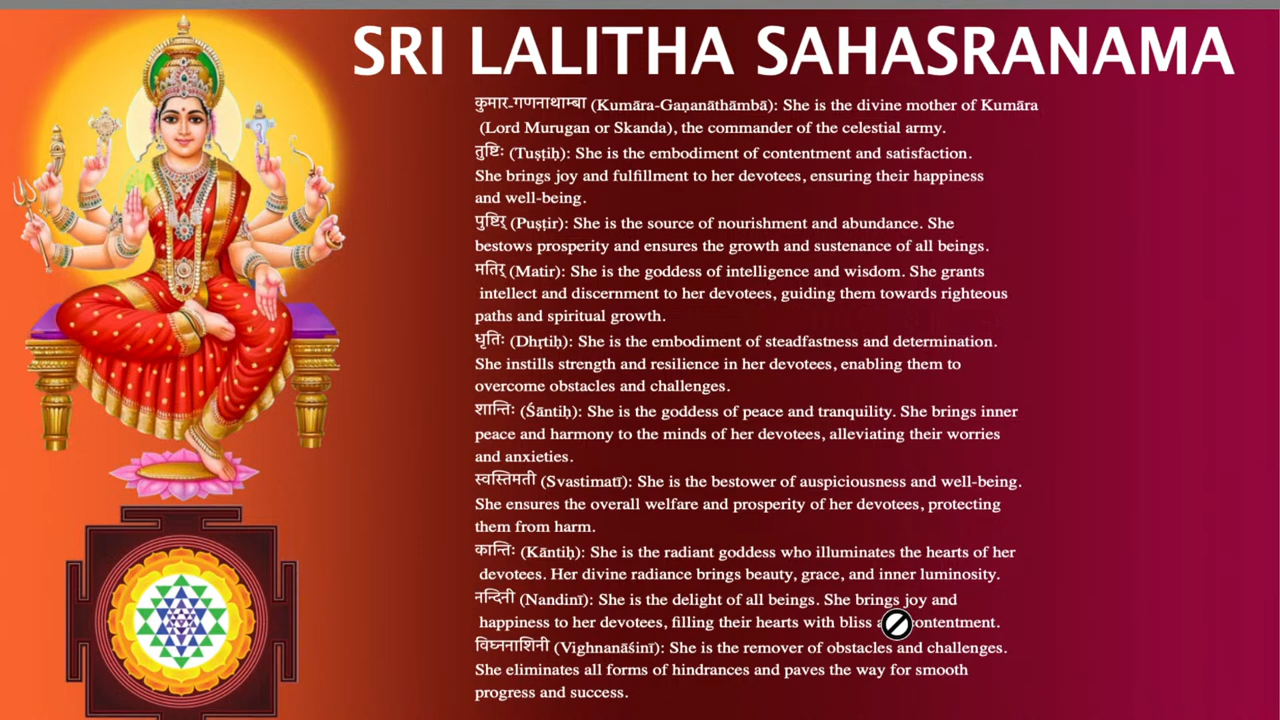 SRI LALITHA SAHASRANAMA
कुमार-गणनाथाम्बा (Kumāra-Gaṇanāthāmbā): She is the divine mother of Kumāra
(Lord Murugan or Skanda), the commander of the celestial army.
तुष्टिः (Tuṣṭiḥ): She is the embodiment of contentment and satisfaction.
She brings joy and fulfillment to her devotees, ensuring their happiness
and well-being.
पुष्टिर् (Puṣṭir): She is the source of nourishment and abundance. She
bestows prosperity and ensures the growth and sustenance of all beings.
मतिर् (Matir): She is the goddess of intelligence and wisdom. She grants
intellect and discernment to her devotees, guiding them towards righteous
paths and spiritual growth.
धृतिः (Dhṛtiḥ): She is the embodiment of steadfastness and determination.
She instills strength and resilience in her devotees, enabling them to
overcome obstacles and challenges.
शान्तिः (Śāntiḥ): She is the goddess of peace and tranquility. She brings inner
peace and harmony to the minds of her devotees, alleviating their worries
and anxieties.
स्वस्तिमती (Svastimatī): She is the bestower of auspiciousness and well-being.
She ensures the overall welfare and prosperity of her devotees, protecting
them from harm.
कान्तिः (Kāntiḥ): She is the radiant goddess who illuminates the hearts of her
devotees. Her divine radiance brings beauty, grace, and inner luminosity.
नन्दिनी (Nandinī): She is the delight of all beings. She brings joy and
happiness to her devotees, filling their hearts with bliss
विघ्ननाशिनी (Vighnanāśinī): She is the remover of obstacles and challenges.
She eliminates all forms of hindrances and paves the way for smooth
progress and success.